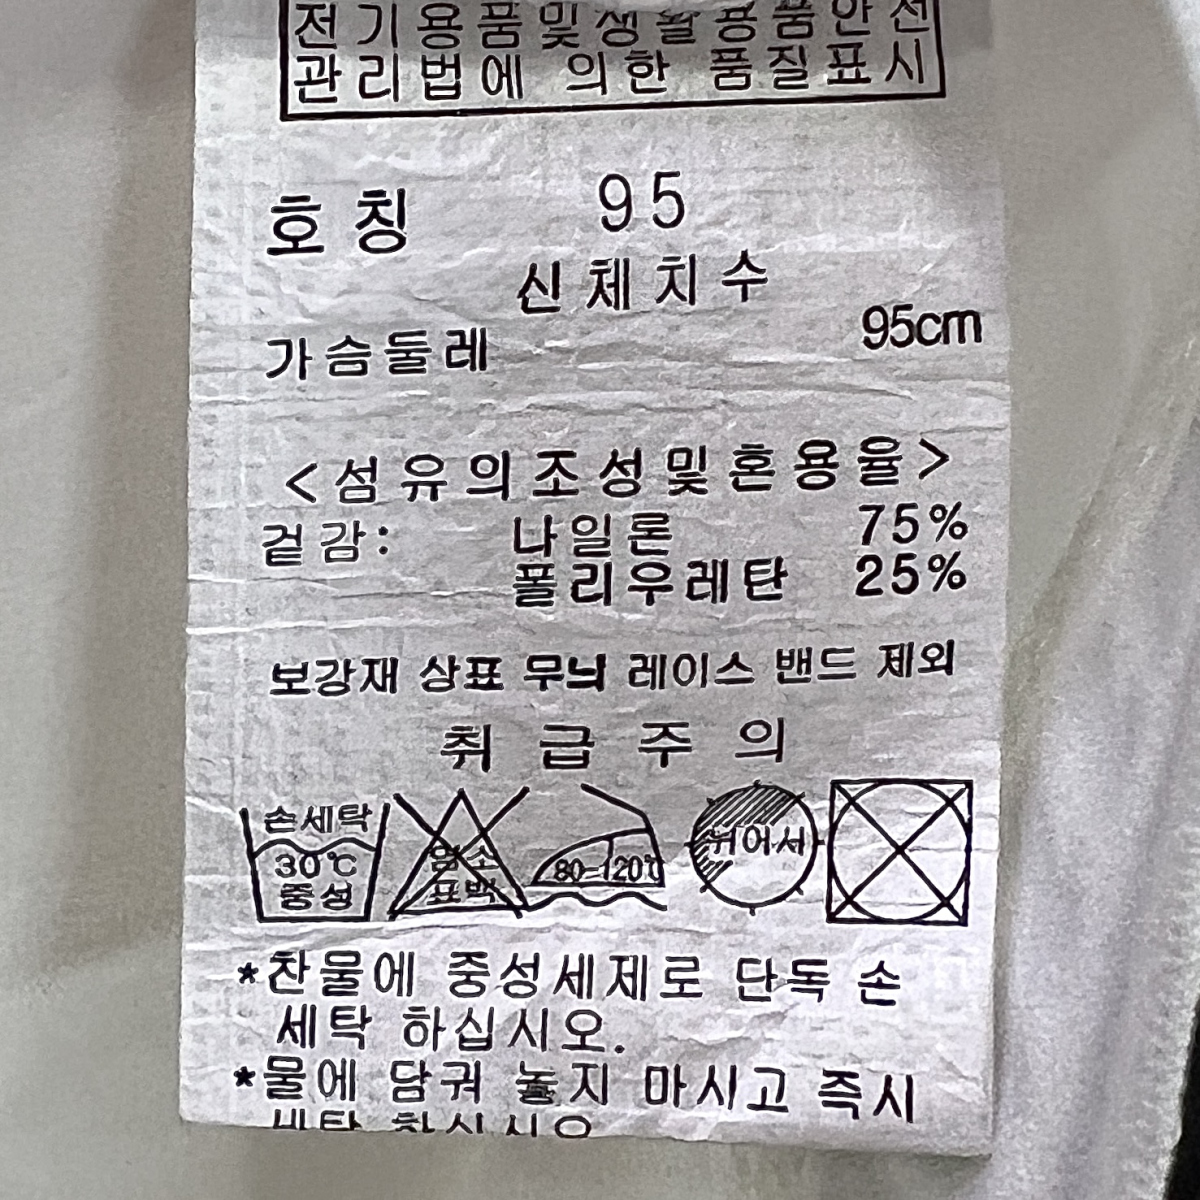 전기용품및생활용품안전
관리법에 의한 품질표시
호칭 95
신체치수
가슴둘레 95cm
<섬유의조성및혼용율>
겉감: 나일론 75%
폴리우레탄 25%
보강재 상표 무늬 레이스 밴드 제외
취급주의
손세탁
30℃
중성
염소
표백
80-120℃
뉘어서
*찬물에 중성세제로 단독 손
세탁 하십시오.
*물에 담궈 놓지 마시고 즉시
세탁 하십시오